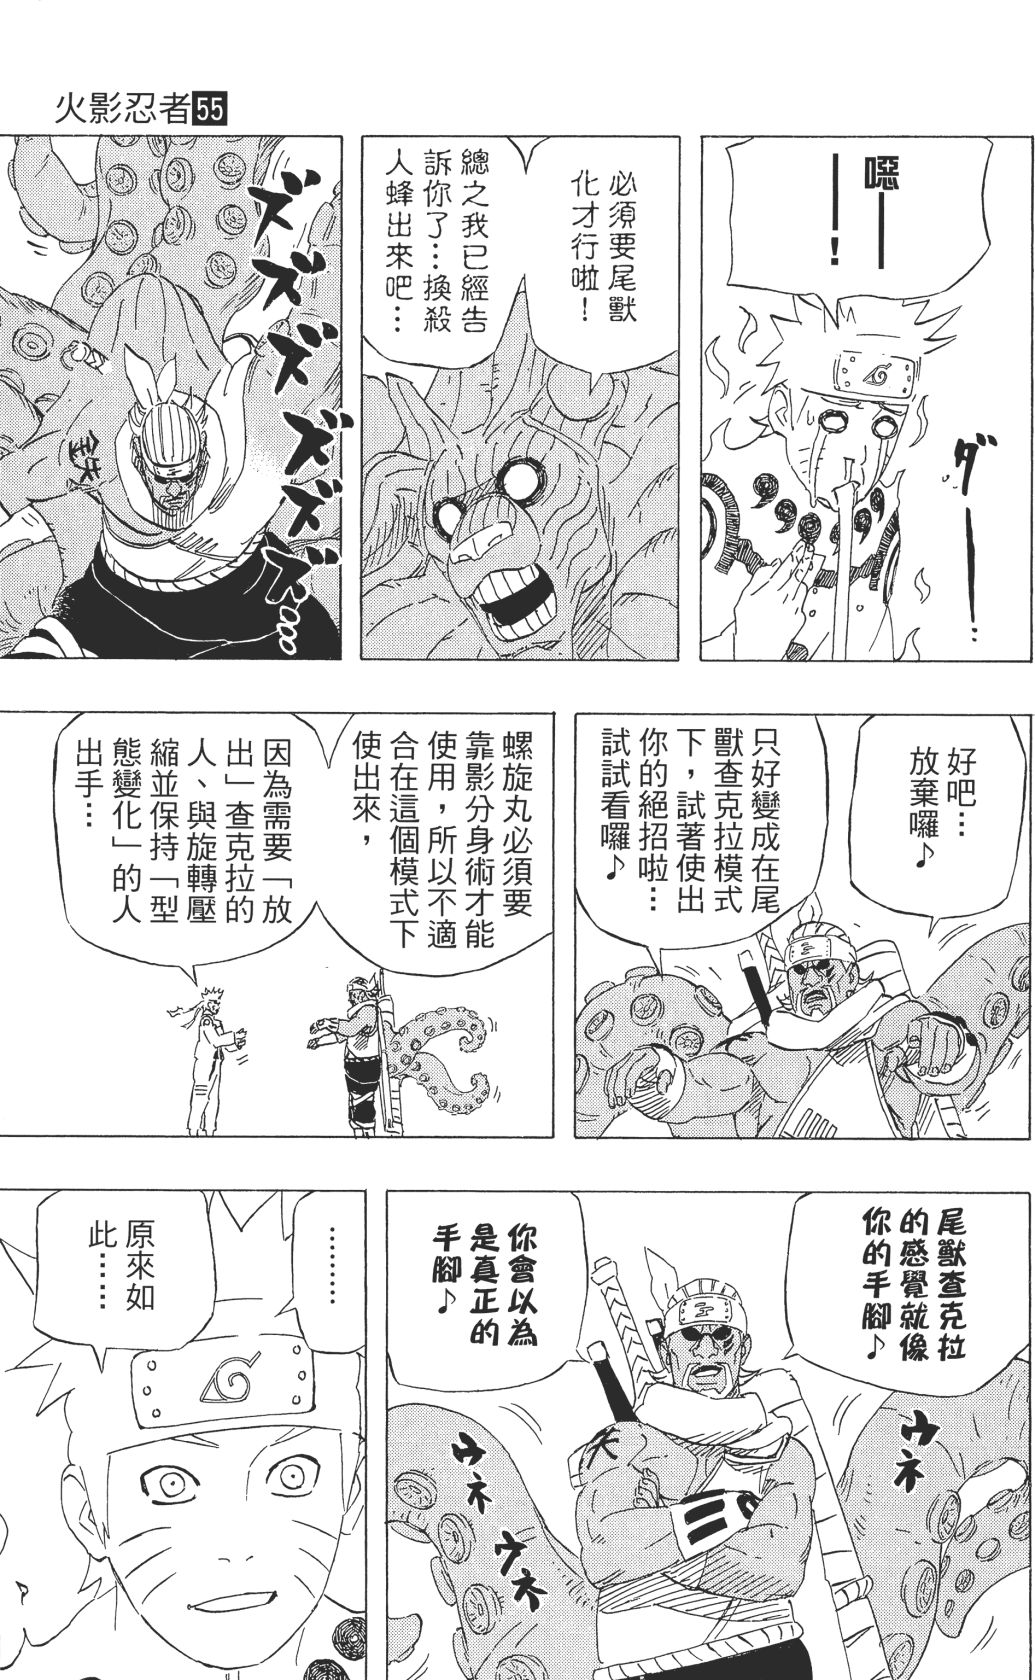 火影忍者55
噁——
————！
ダ
ー
…
必須要尾獸
化才行啦！
總之我已經告
訴你了…換殺
人蜂出來吧…
ズズズズズズ…
鉄
好吧…
放棄囉♪
只好變成在尾
獸查克拉模式
下，試著使出
你的絕招啦…
試試看囉♪
螺旋丸必須要
靠影分身術才能
使用，所以不適
合在這個模式下
使出來，
因為需要「放
出」查克拉的
人、與旋轉壓
縮並保持「型
態變化」的人
出手…
尾獸查克拉
的感覺就像
你的手腳♪
你會以為
是真正的
手腳♪
ウネ
ウネ
ウネ
……
原來如
此……